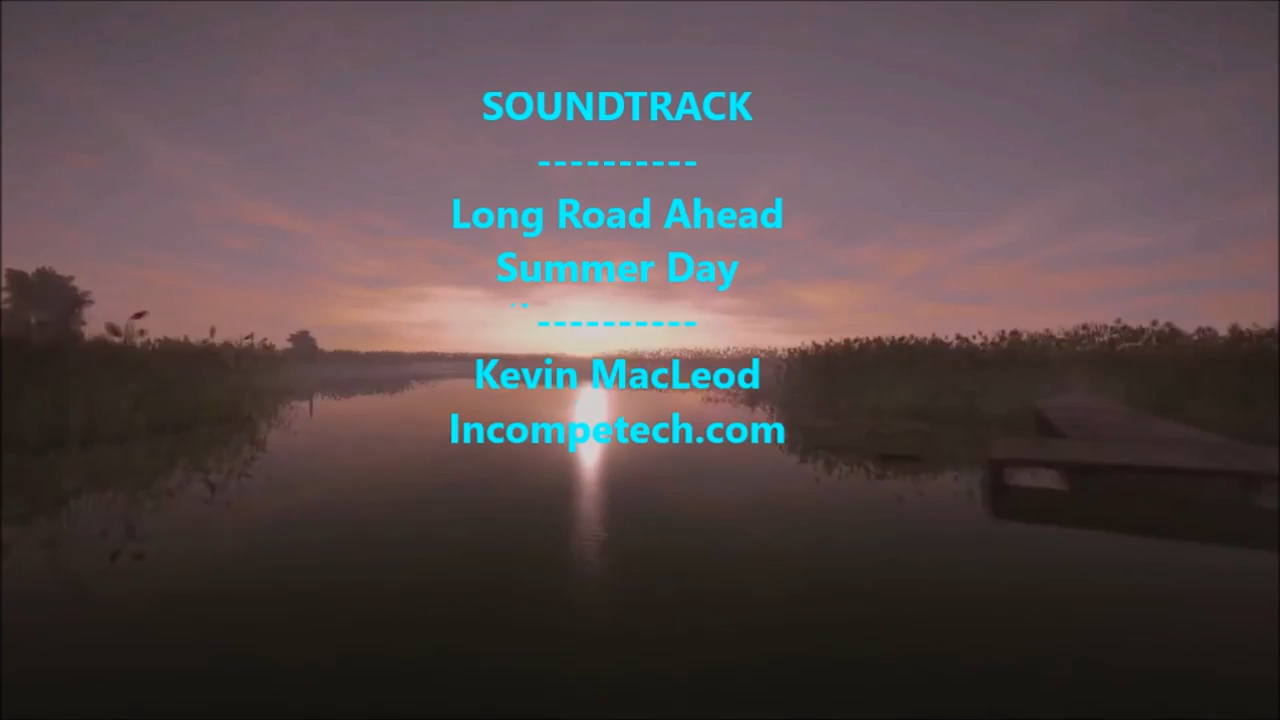 SOUNDTRACK
----------
Long Road Ahead
Summer Day
----------
Kevin MacLeod
Incompetech.com